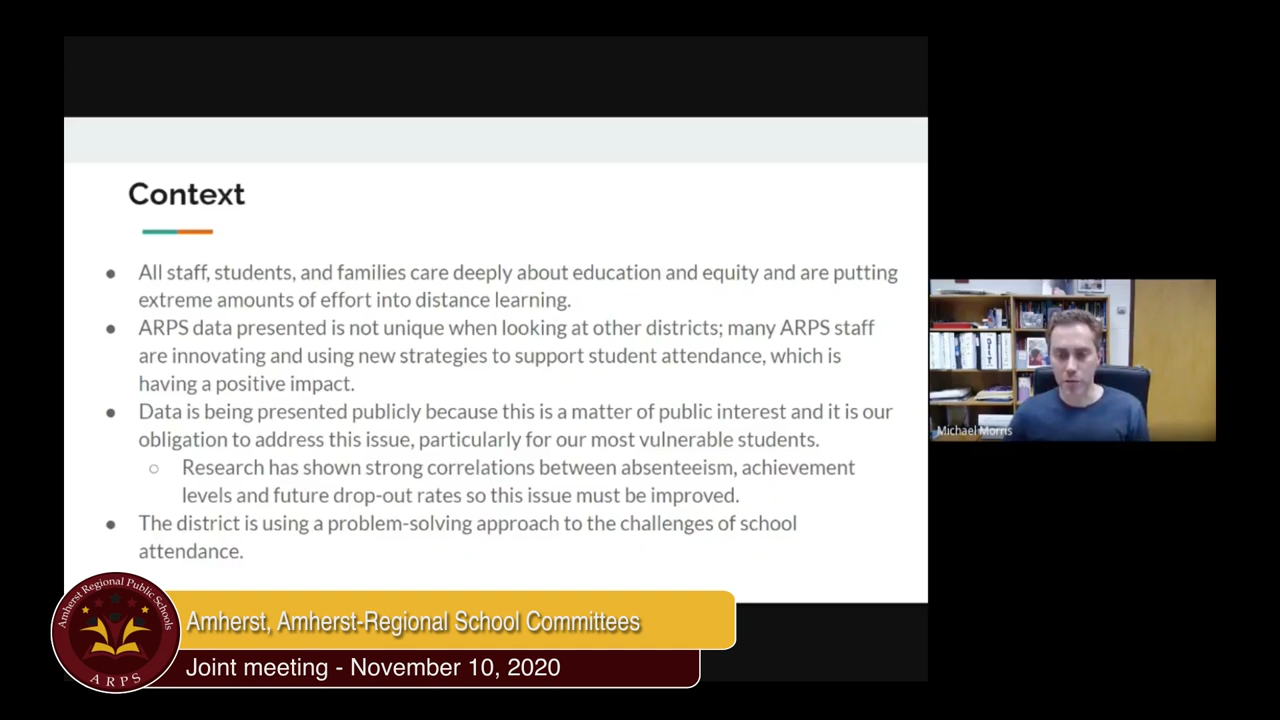 Context
● All staff, students, and families care deeply about education and equity and are putting
extreme amounts of effort into distance learning.
● ARPS data presented is not unique when looking at other districts; many ARPS staff
are innovating and using new strategies to support student attendance, which is
having a positive impact.
● Data is being presented publicly because this is a matter of public interest and it is our
obligation to address this issue, particularly for our most vulnerable students.
○ Research has shown strong correlations between absenteeism, achievement
levels and future drop-out rates so this issue must be improved.
● The district is using a problem-solving approach to the challenges of school
attendance.
Michael Morris
Amherst Regional Public Schools
ARPS
Amherst, Amherst-Regional School Committees
Joint meeting - November 10, 2020